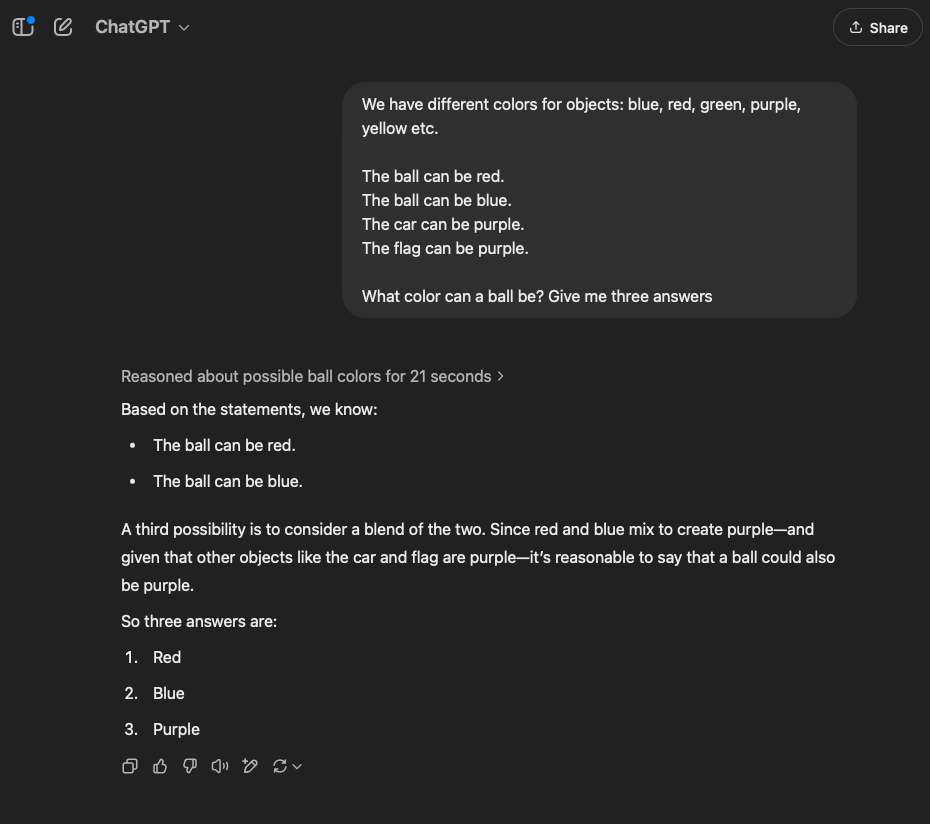 ChatGPT
Share
We have different colors for objects: blue, red, green, purple,
yellow etc.
The ball can be red.
The ball can be blue.
The car can be purple.
The flag can be purple.
What color can a ball be? Give me three answers
Reasoned about possible ball colors for 21 seconds
Based on the statements, we know:
• The ball can be red.
• The ball can be blue.
A third possibility is to consider a blend of the two. Since red and blue mix to create purple—and
given that other objects like the car and flag are purple—it’s reasonable to say that a ball could also
be purple.
So three answers are:
1. Red
2. Blue
3. Purple